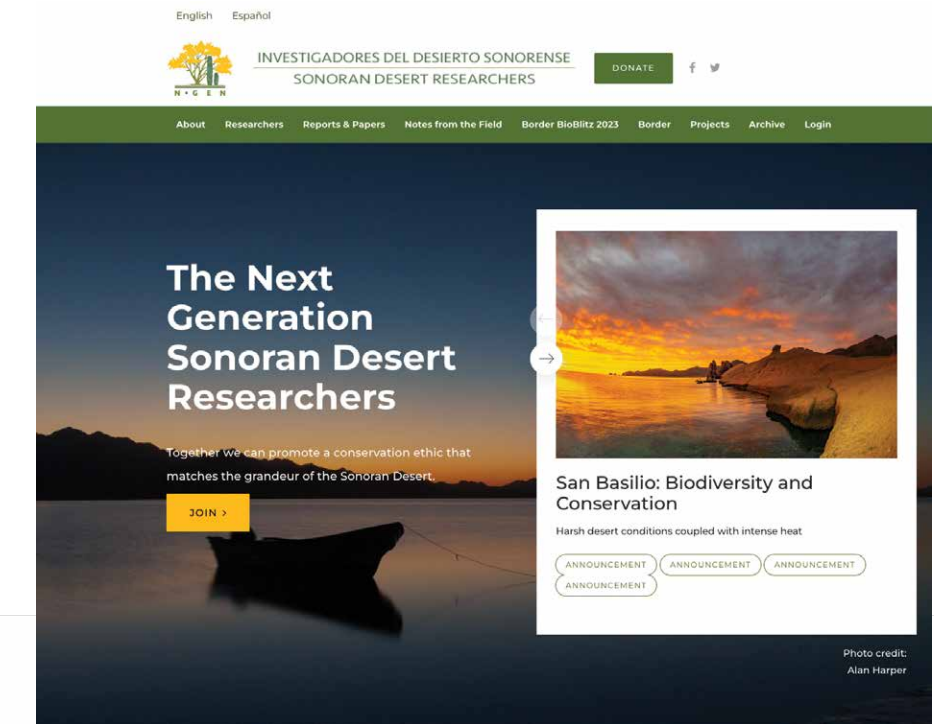 English Español
INVESTIGADORES DEL DESIERTO SONORENSE
SONORAN DESERT RESEARCHERS
N • G E N
DONATE
About Researchers Reports & Papers Notes from the Field Border BioBlitz 2023 Border Projects Archive Login
The Next
Generation
Sonoran Desert
Researchers
Together we can promote a conservation ethic that
matches the grandeur of the Sonoran Desert.
JOIN >
San Basilio: Biodiversity and
Conservation
Harsh desert conditions coupled with intense heat
ANNOUNCEMENT ANNOUNCEMENT ANNOUNCEMENT
ANNOUNCEMENT
Photo credit:
Alan Harper